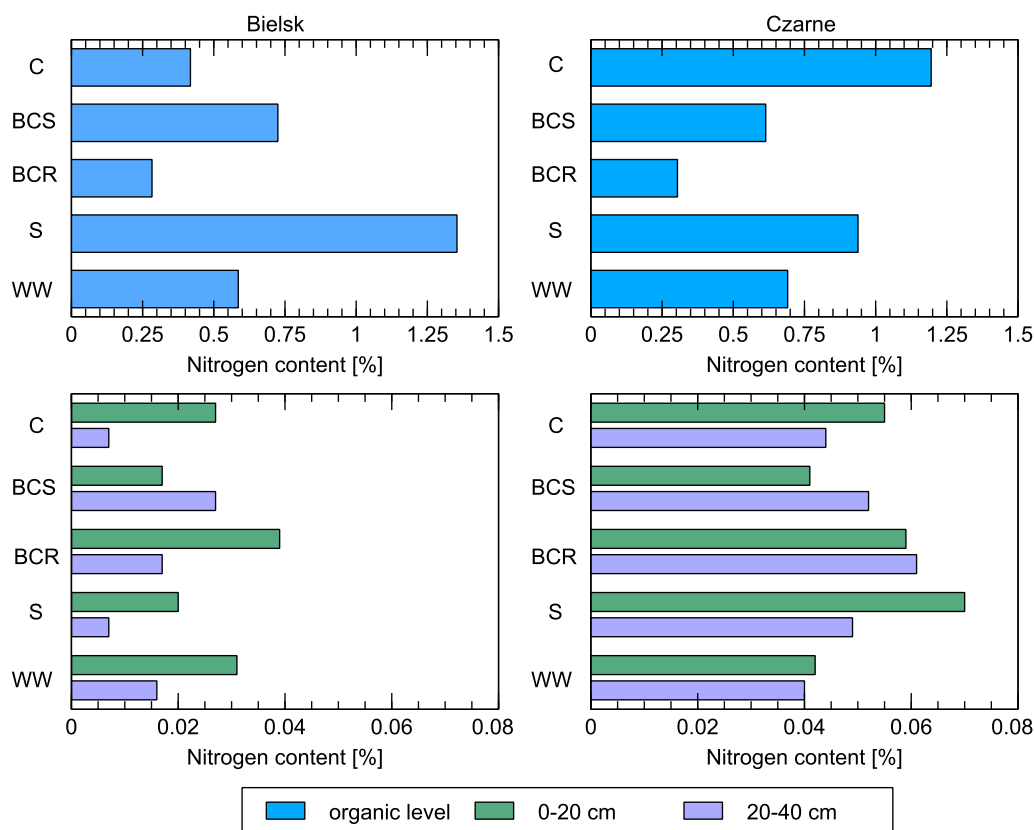 Bielsk
C
BCS
BCR
S
WW
0 0.25 0.5 0.75 1 1.25 1.5
Nitrogen content [%]
Czarne
C
BCS
BCR
S
WW
0 0.25 0.5 0.75 1 1.25 1.5
Nitrogen content [%]
C
BCS
BCR
S
WW
0 0.02 0.04 0.06 0.08
Nitrogen content [%]
C
BCS
BCR
S
WW
0 0.02 0.04 0.06 0.08
Nitrogen content [%]
organic level 0-20 cm 20-40 cm